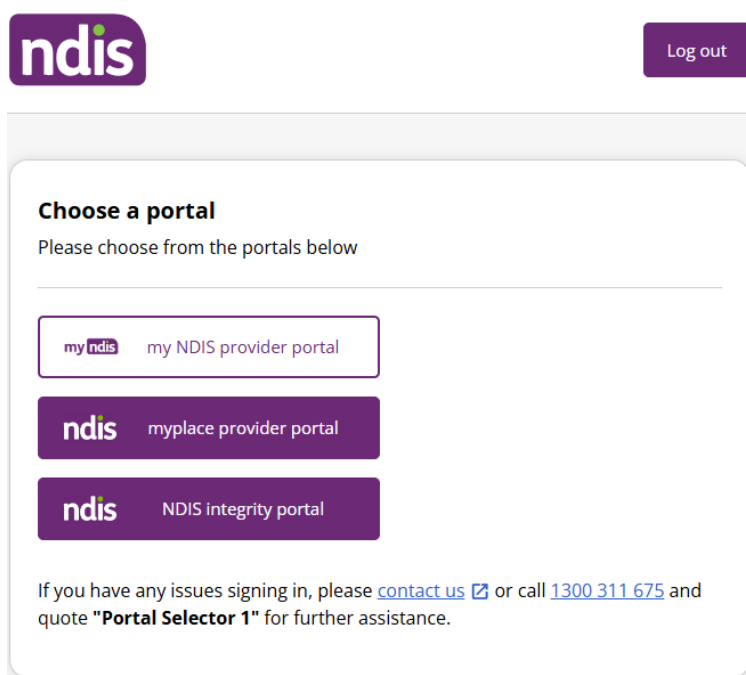 ndis
Log out
Choose a portal
Please choose from the portals below
my ndis my NDIS provider portal
ndis myplace provider portal
ndis NDIS integrity portal
If you have any issues signing in, please contact us or call 1300 311 675 and
quote "Portal Selector 1" for further assistance.